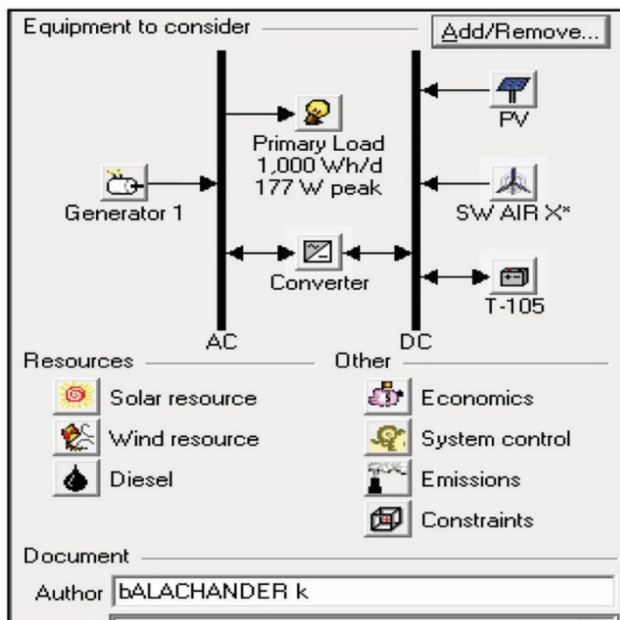 Equipment to consider
Add/Remove...
PV
Primary Load
1,000 Wh/d
177 W peak
Generator 1
SW AIR X*
Converter
T-105
AC
DC
Resources
Other
Solar resource
Economics
Wind resource
System control
Diesel
Emissions
Constraints
Document
Author
bALACHANDER k